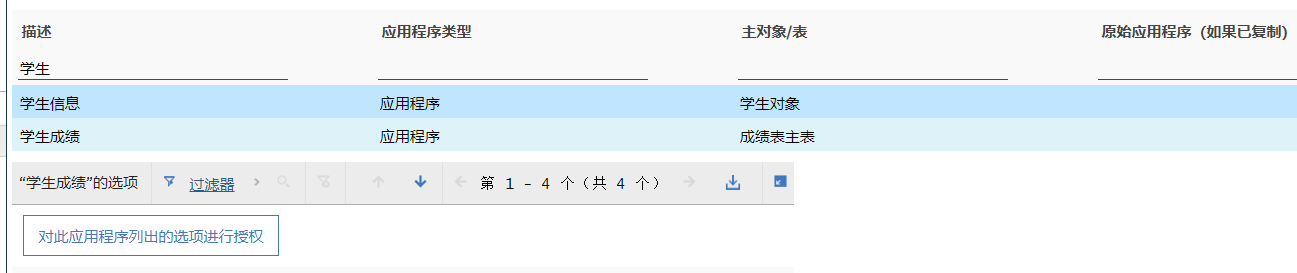 描述 应用程序类型 主对象/表 原始应用程序（如果已复制）
学生
学生信息 应用程序 学生对象
学生成绩 应用程序 成绩表主表
“学生成绩”的选项 过滤器 第 1 - 4 个（共 4 个）
对此应用程序列出的选项进行授权